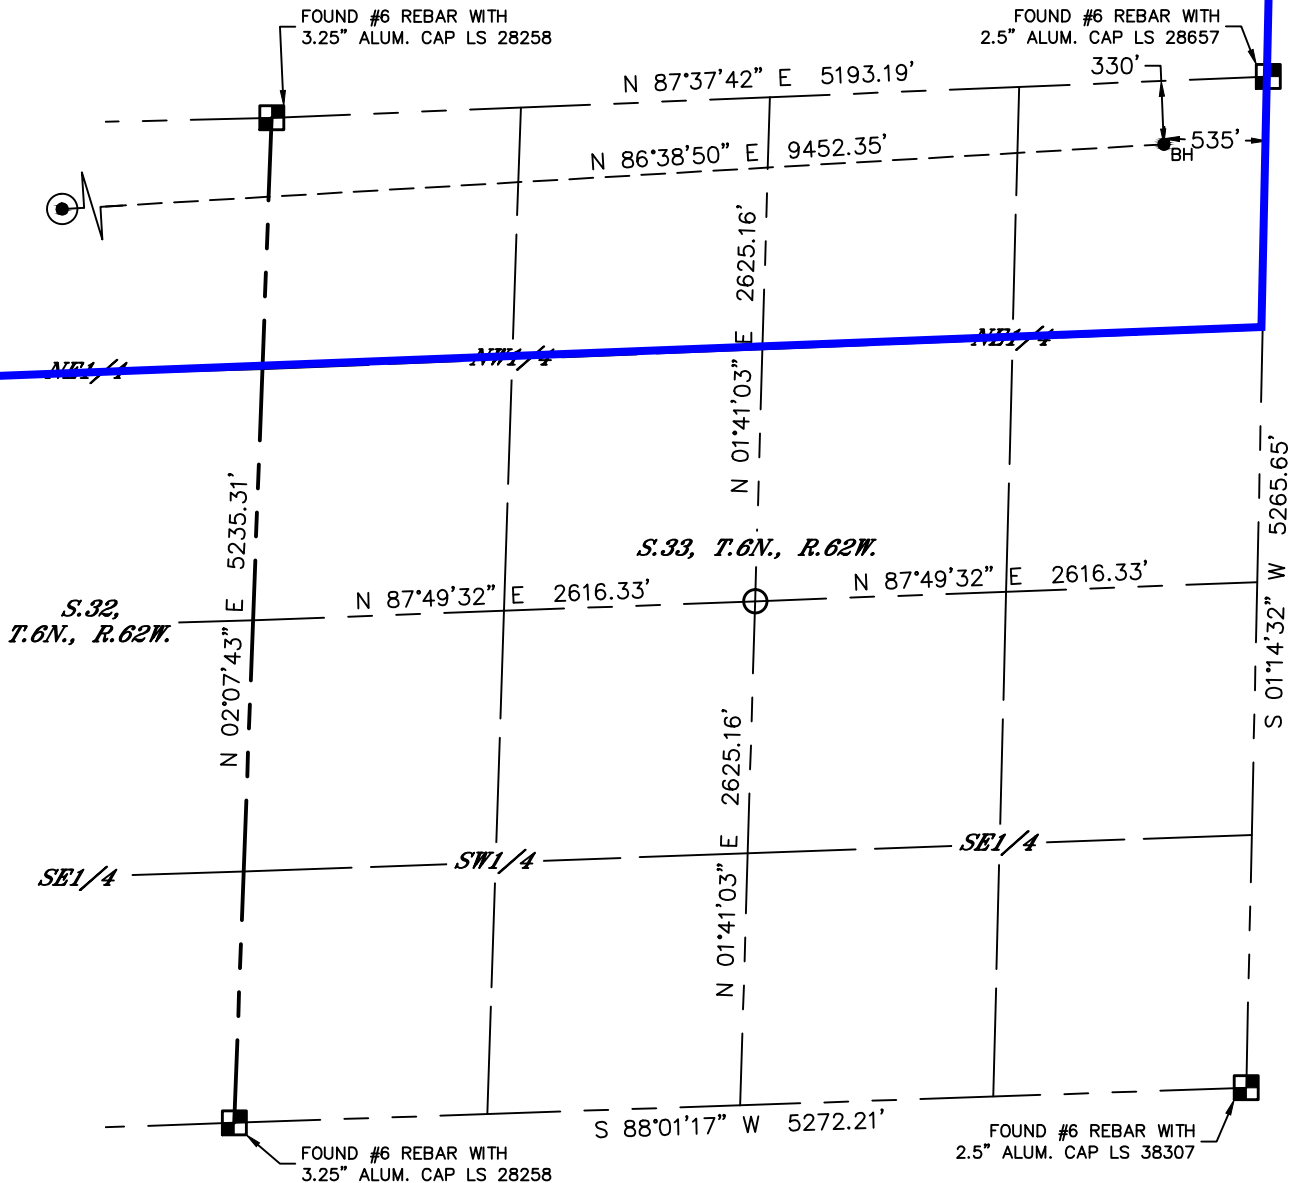 FOUND #6 REBAR WITH
3.25" ALUM. CAP LS 28258
FOUND #6 REBAR WITH
2.5" ALUM. CAP LS 28657
N 87°37'42" E 5193.19'
330'
535'
BH
N 86°38'50" E 9452.35'
N 01°41'03" E 2625.16'
NE1/4
NW1/4
NE1/4
N 02°07'43" E 5235.31'
S 01°14'32" W 5265.65'
S.33, T.6N., R.62W.
N 87°49'32" E 2616.33'
N 87°49'32" E 2616.33'
S.32,
T.6N., R.62W.
N 01°41'03" E 2625.16'
SE1/4
SW1/4
SE1/4
S 88°01'17" W 5272.21'
FOUND #6 REBAR WITH
3.25" ALUM. CAP LS 28258
FOUND #6 REBAR WITH
2.5" ALUM. CAP LS 38307